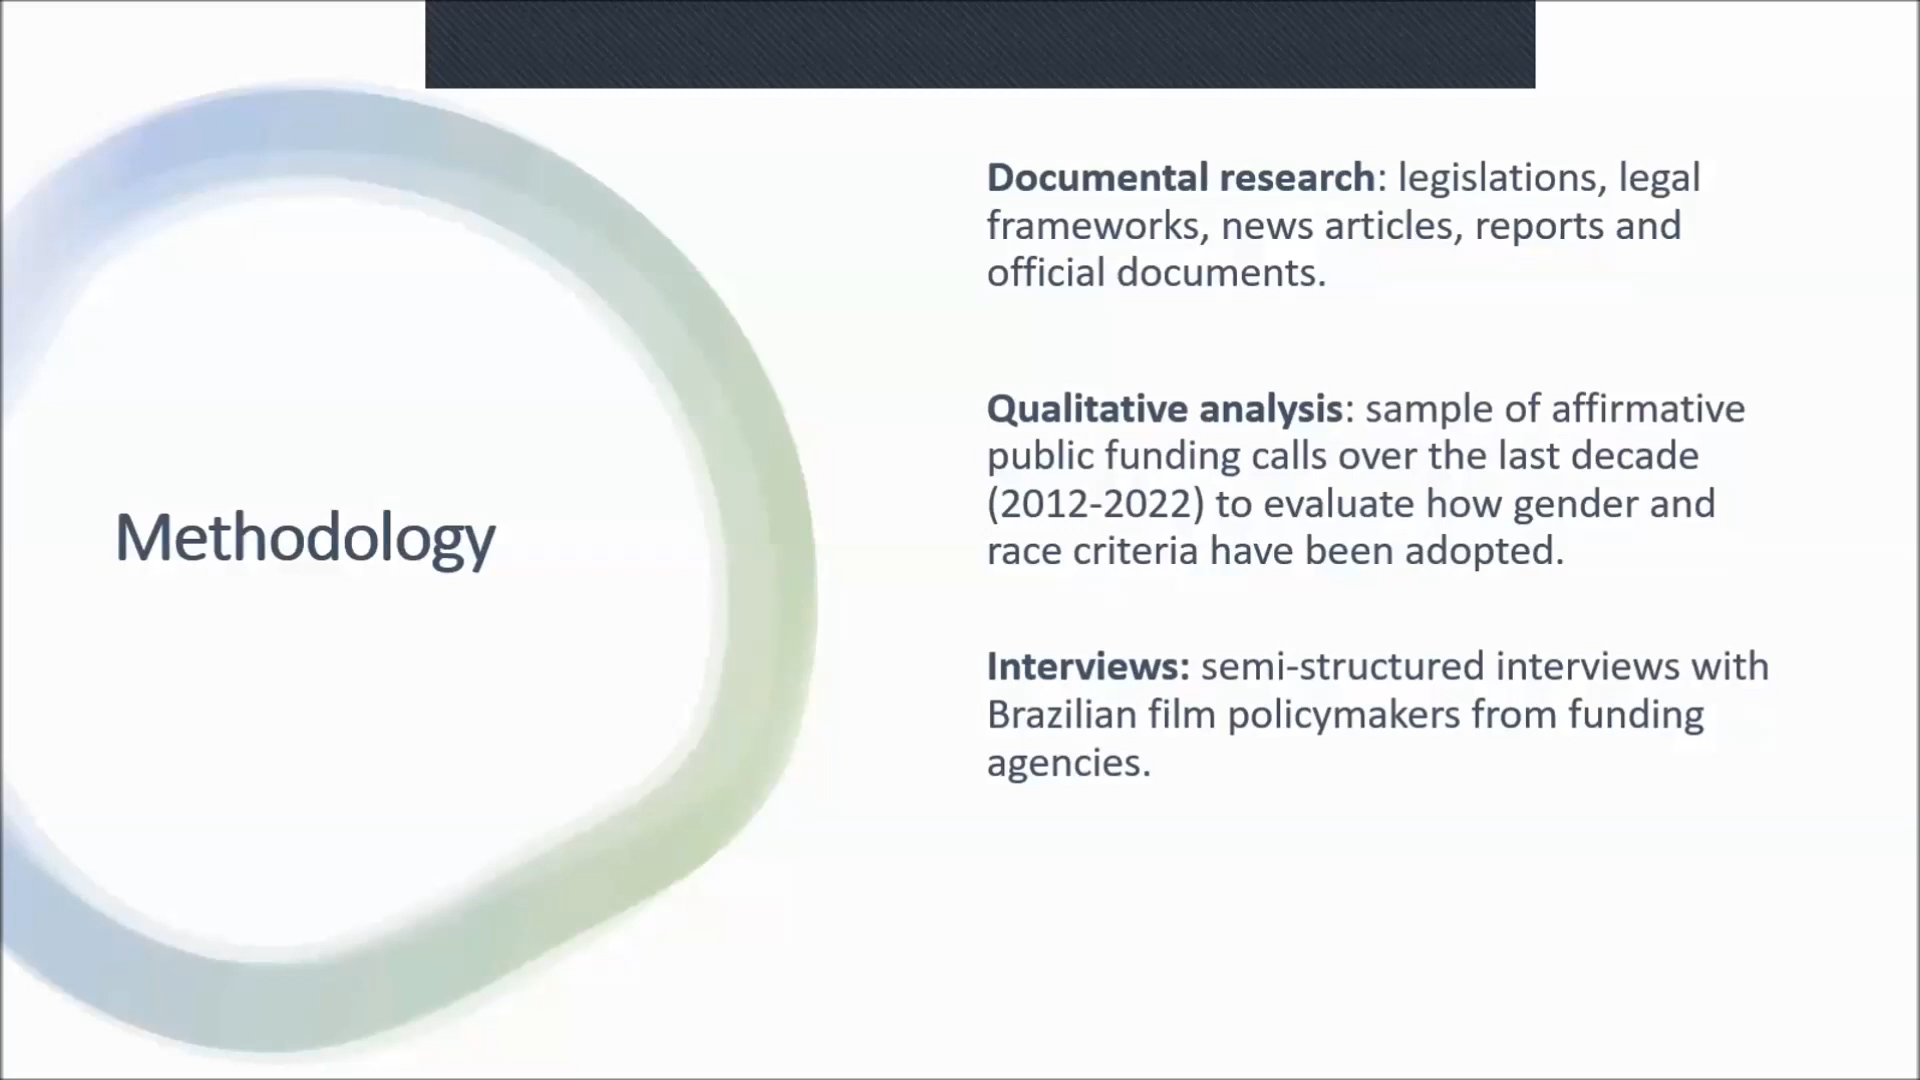 Methodology
Documental research: legislations, legal
frameworks, news articles, reports and
official documents.
Qualitative analysis: sample of affirmative
public funding calls over the last decade
(2012-2022) to evaluate how gender and
race criteria have been adopted.
Interviews: semi-structured interviews with
Brazilian film policymakers from funding
agencies.